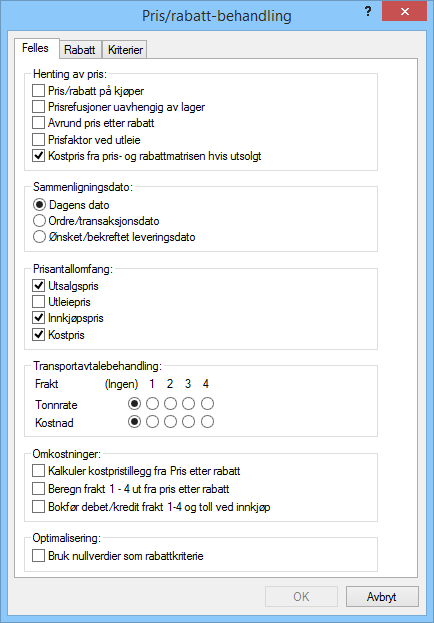 Pris/rabatt-behandling
?
Felles Rabatt Kriterier
Henting av pris:
Pris/rabatt på kjøper
Prisrefusjoner uavhengig av lager
Avrund pris etter rabatt
Prisfaktor ved utleie
Kostpris fra pris- og rabattmatrisen hvis utsolgt
Sammenligningsdato:
Dagens dato
Ordre/transaksjonsdato
Ønsket/bekreftet leveringsdato
Prisantallomfang:
Utsalgspris
Utleiepris
Innkjøpspris
Kostpris
Transportavtalebehandling:
Frakt (Ingen) 1 2 3 4
Tonnrate
Kostnad
Omkostninger:
Kalkuler kostpristillegg fra Pris etter rabatt
Beregn frakt 1 - 4 ut fra pris etter rabatt
Bokfør debet/kredit frakt 1-4 og toll ved innkjøp
Optimalisering:
Bruk nullverdier som rabattkriterie
OK Avbryt